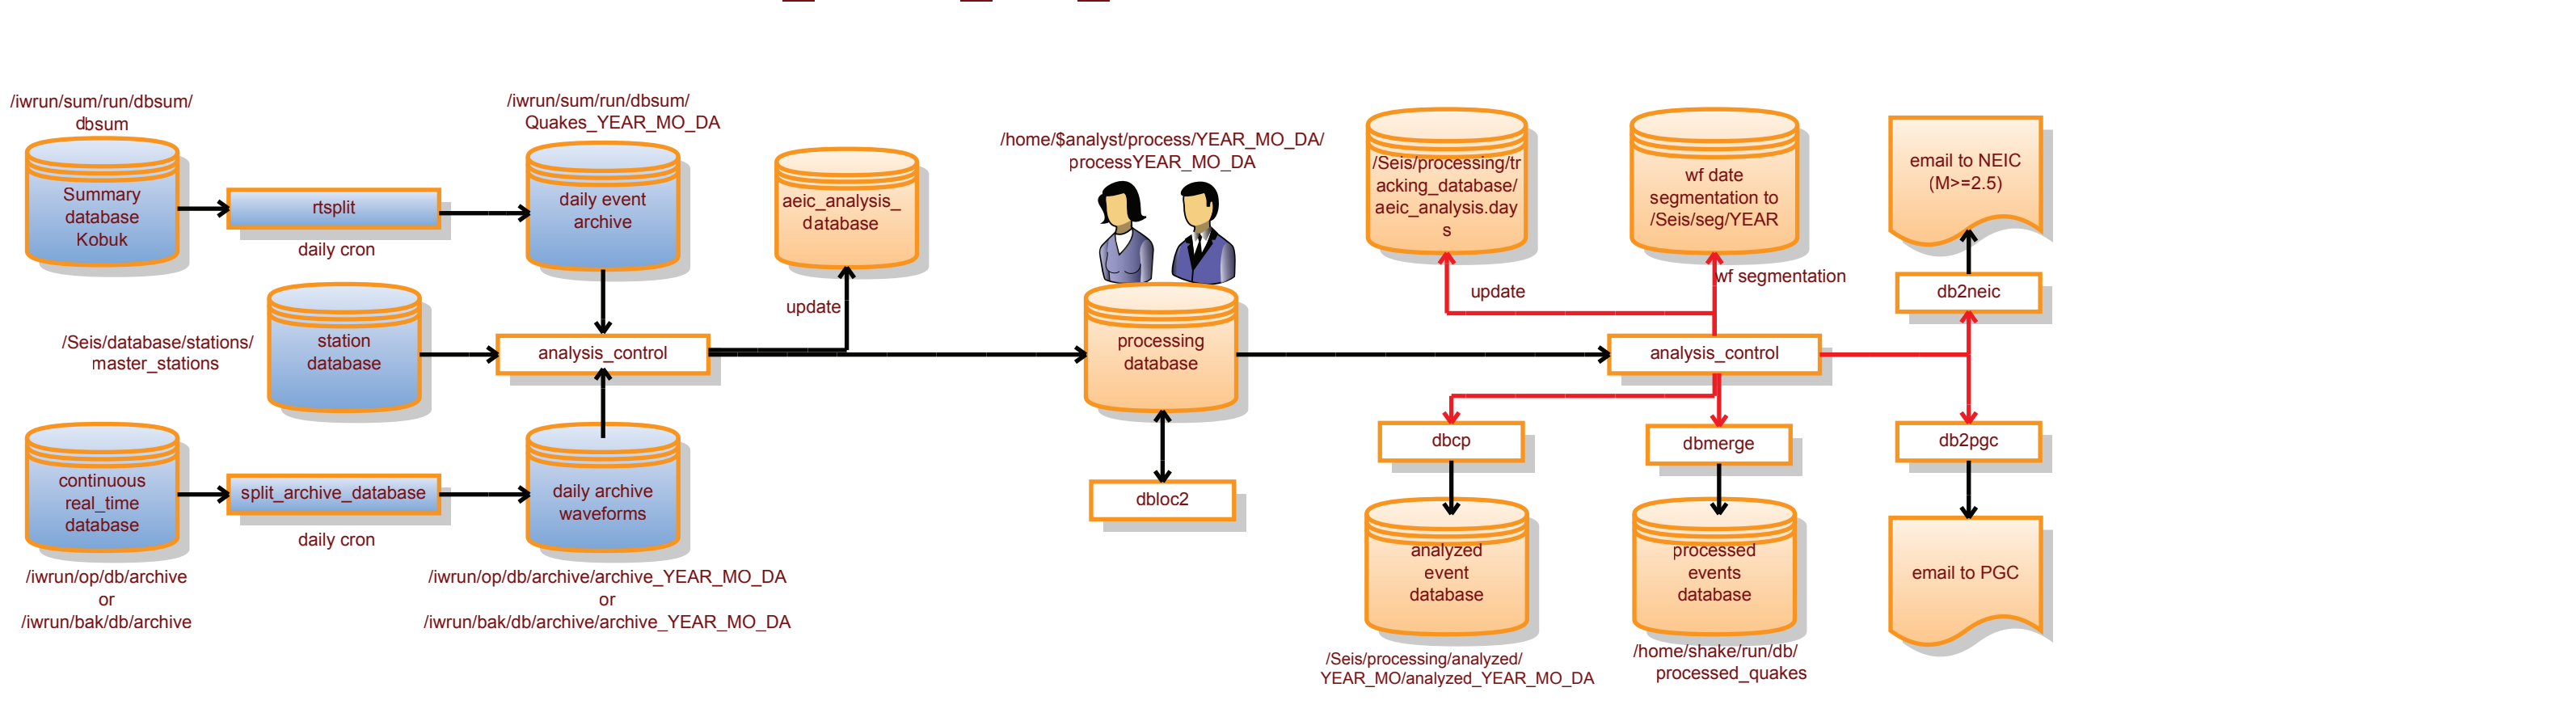 /iwrun/sum/run/dbsum/
dbsum
Summary
database
Kobuk
rtsplit
daily cron
/iwrun/sum/run/dbsum/
Quakes_YEAR_MO_DA
daily event
archive
aeic_analysis_
database
update
/Seis/database/stations/
master_stations
station
database
analysis_control
continuous
real_time
database
split_archive_database
daily cron
daily archive
waveforms
/iwrun/op/db/archive
or
/iwrun/bak/db/archive
/iwrun/op/db/archive/archive_YEAR_MO_DA
or
/iwrun/bak/db/archive/archive_YEAR_MO_DA
/home/$analyst/process/YEAR_MO_DA/
processYEAR_MO_DA
processing
database
dbloc2
/Seis/processing/tr
acking_database/
aeic_analysis.day
s
update
wf date
segmentation to
/Seis/seg/YEAR
wf segmentation
analysis_control
email to NEIC
(M>=2.5)
db2neic
dbcp
dbmerge
db2pgc
analyzed
event
database
processed
events
database
email to PGC
/Seis/processing/analyzed/
YEAR_MO/analyzed_YEAR_MO_DA
/home/shake/run/db/
processed_quakes